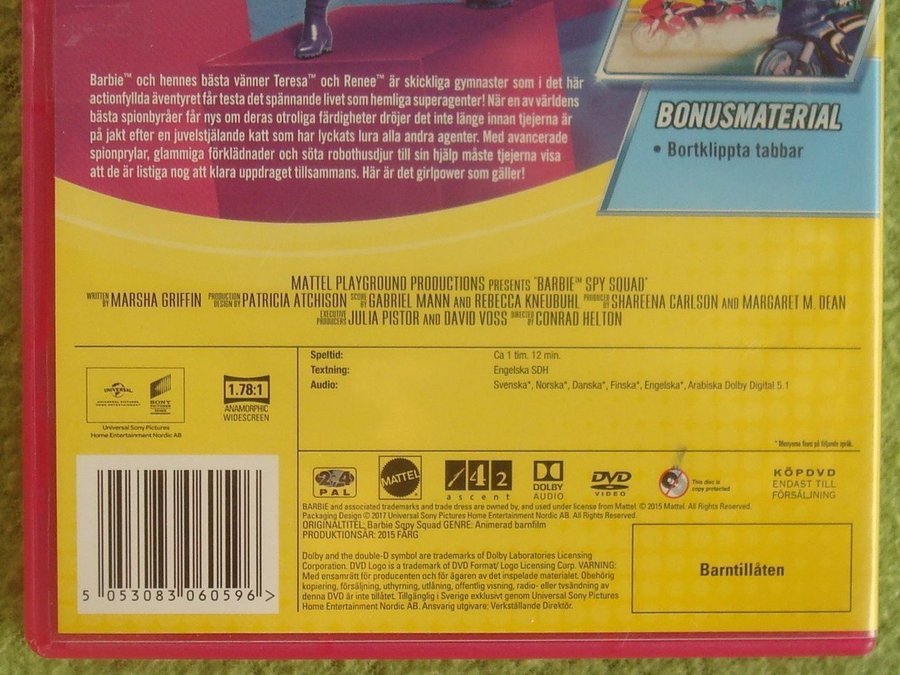 Barbie™ och hennes bästa vänner Teresa™ och Renee™ är skickliga gymnaster som i det här
actionfyllda äventyret får testa det spännande livet som hemliga superagenter! När en av världens
bästa spionbyråer får nys om deras otroliga färdigheter dröjer det inte länge innan tjejerna är
på jakt efter en juvelstjälande katt som har lyckats lura alla andra agenter. Med avancerade
spionprylar, glammiga förklädnader och söta robothusdjur till sin hjälp måste tjejerna visa
att de är listiga nog att klara uppdraget tillsammans. Här är det girlpower som gäller!
BONUSMATERIAL
• Bortklippta tabbar
MATTEL PLAYGROUND PRODUCTIONS PRESENTS "BARBIE™ SPY SQUAD"
WRITTEN BY MARSHA GRIFFIN PRODUCTION DESIGN BY PATRICIA ATCHISON SCORE BY GABRIEL MANN AND REBECCA KNEUBUHL PRODUCED BY SHAREENA CARLSON AND MARGARET M. DEAN
EXECUTIVE PRODUCERS JULIA PISTOR AND DAVID VOSS DIRECTED BY CONRAD HELTON
Speltid: Ca 1 tim. 12 min.
Textning: Engelska SDH
Audio: Svenska*, Norska*, Danska*, Finska*, Engelska*, Arabiska Dolby Digital 5.1
* Menyerna finns på följande språk.
UNIVERSAL
SONY
Universal Sony Pictures
Home Entertainment Nordic AB
1.78:1
ANAMORPHIC
WIDESCREEN
2 4
PAL
MATTEL
/42
ascent
DOLBY
AUDIO
DVD
VIDEO
This disc is
copy protected
KÖPDVD
ENDAST TILL
FÖRSÄLJNING
BARBIE and associated trademarks and trade dress are owned by, and used under license from Mattel. © 2015 Mattel. All Rights Reserved.
Packaging Design © 2017 Universal Sony Pictures Home Entertainment Nordic AB. All Rights Reserved.
ORIGINALTITEL: Barbie Sqpy Squad GENRE: Animerad barnfilm
PRODUKTIONSÅR: 2015 FÄRG
Dolby and the double-D symbol are trademarks of Dolby Laboratories Licensing
Corporation. DVD Logo is a trademark of DVD Format/ Logo Licensing Corp. VARNING:
Med ensamrätt för producenten och för ägaren av det inspelade materialet. Obehörig
kopiering, försäljning, uthyrning, utlåning, offentlig visning, radio- eller tvsändning av
denna DVD är inte tillåtet. Tillgänglig i Sverige exklusivt genom Universal Sony Pictures
Home Entertainment Nordic AB. Ansvarig utgivare: Verkställande Direktör.
Barntillåten
5 053083 060596 >